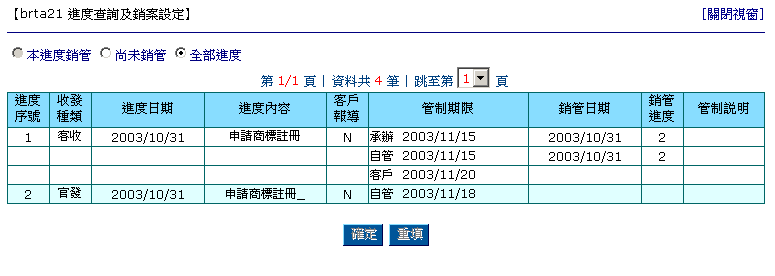 【brta21 進度查詢及銷案設定】 [關閉視窗]
本進度銷管 尚未銷管 全部進度
第 1/1 頁 | 資料共 4 筆 | 跳至第 1 頁
進度序號 收發種類 進度日期 進度內容 客戶報導 管制期限 銷管日期 銷管進度 管制說明
1 客收 2003/10/31 申請商標註冊 N 承辦 2003/11/15 2003/10/31 2
自管 2003/11/15 2003/10/31 2
客戶 2003/11/20
2 官發 2003/10/31 申請商標註冊_ N 自管 2003/11/18
確定 重填